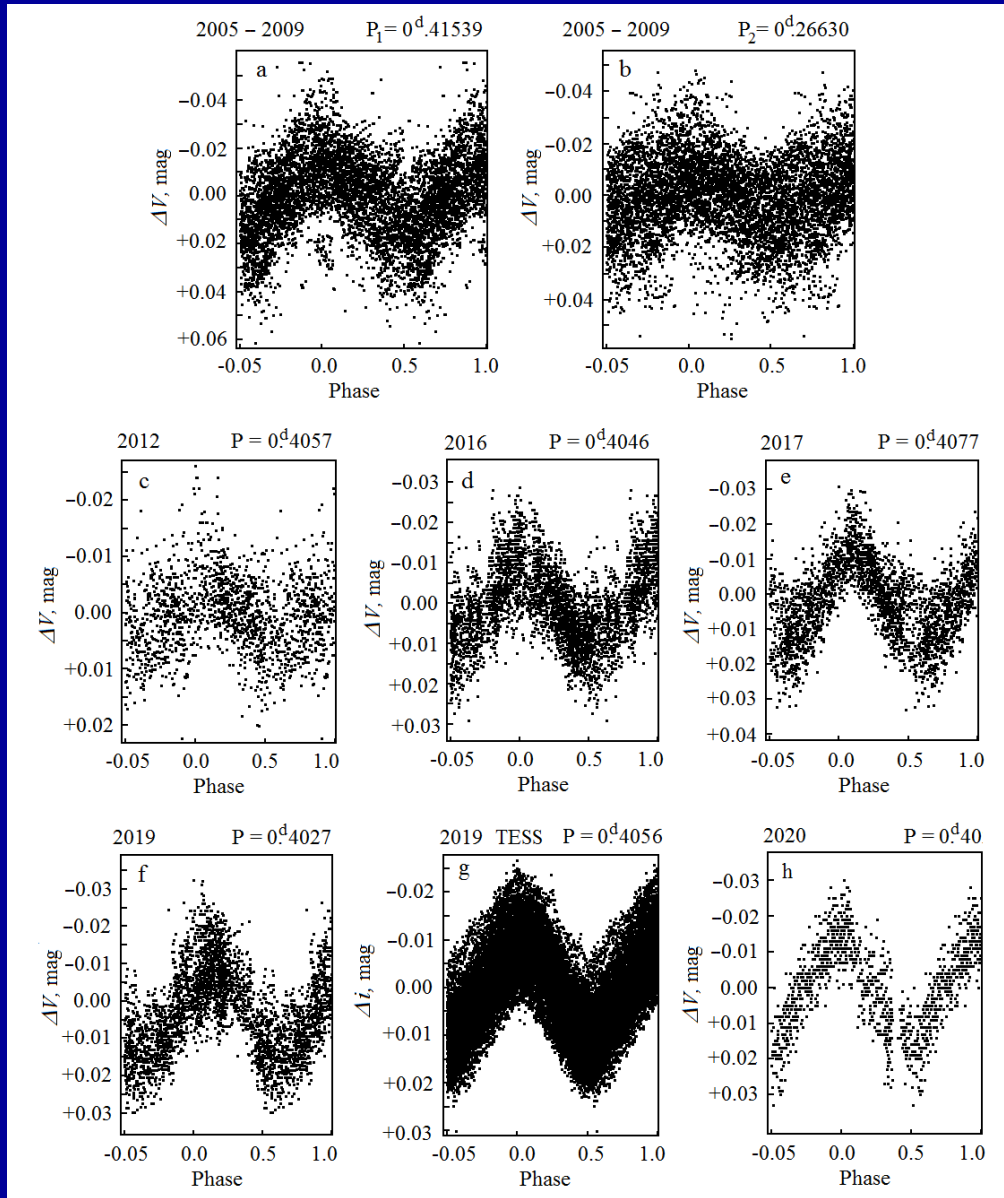 2005 – 2009 P₁ = 0ᵈ.41539
2005 – 2009 P₂ = 0ᵈ.26630
a
−0.04
−0.02
0.00
+0.02
+0.04
+0.06
ΔV, mag
-0.05 0.0 0.5 1.0
Phase
b
−0.04
−0.02
0.00
+0.02
+0.04
ΔV, mag
-0.05 0.0 0.5 1.0
Phase
2012 P = 0ᵈ.4057
c
−0.02
-0.01
0.00
+0.01
+0.02
ΔV, mag
-0.05 0.0 0.5 1.0
Phase
2016 P = 0ᵈ.4046
d
−0.03
−0.02
-0.01
0.00
+0.01
+0.02
+0.03
ΔV, mag
-0.05 0.0 0.5 1.0
Phase
2017 P = 0ᵈ.4077
e
−0.03
−0.02
-0.01
0.00
+0.01
+0.02
+0.03
+0.04
ΔV, mag
-0.05 0.0 0.5 1.0
Phase
2019 P = 0ᵈ.4027
f
−0.03
−0.02
-0.01
0.00
+0.01
+0.02
+0.03
ΔV, mag
-0.05 0.0 0.5 1.0
Phase
2019 TESS P = 0ᵈ.4056
g
−0.02
-0.01
0.00
+0.01
+0.02
+0.03
Δi, mag
-0.05 0.0 0.5 1.0
Phase
2020 P = 0ᵈ.40
h
−0.03
−0.02
-0.01
0.00
+0.01
+0.02
+0.03
ΔV, mag
-0.05 0.0 0.5 1.0
Phase